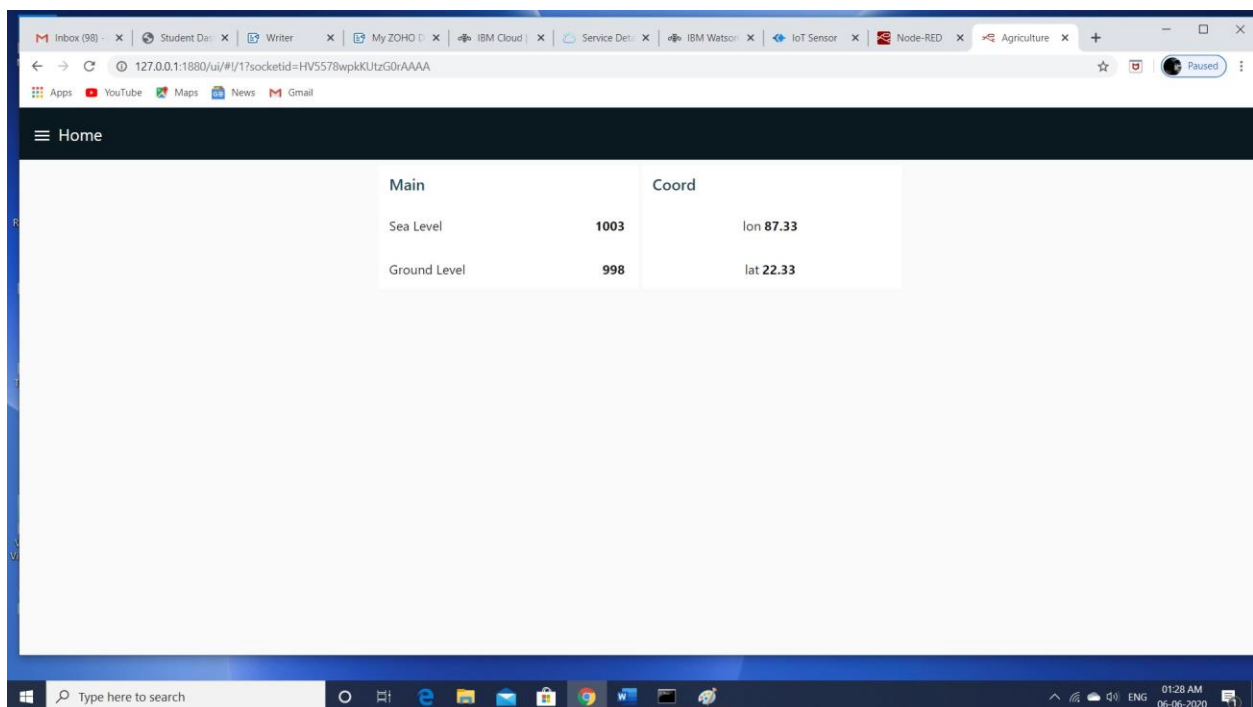 Inbox (98) - Student Das Writer My ZOHO D IBM Cloud | Service Deta IBM Watson IoT Sensor Node-RED Agriculture
127.0.0.1:1880/ui/#!/1?socketid=HV5578wpkKUtzG0rAAAA Paused
Apps YouTube Maps News Gmail
Home
Main Coord
Sea Level 1003 lon 87.33
Ground Level 998 lat 22.33
Type here to search ENG 01:28 AM
06-06-2020